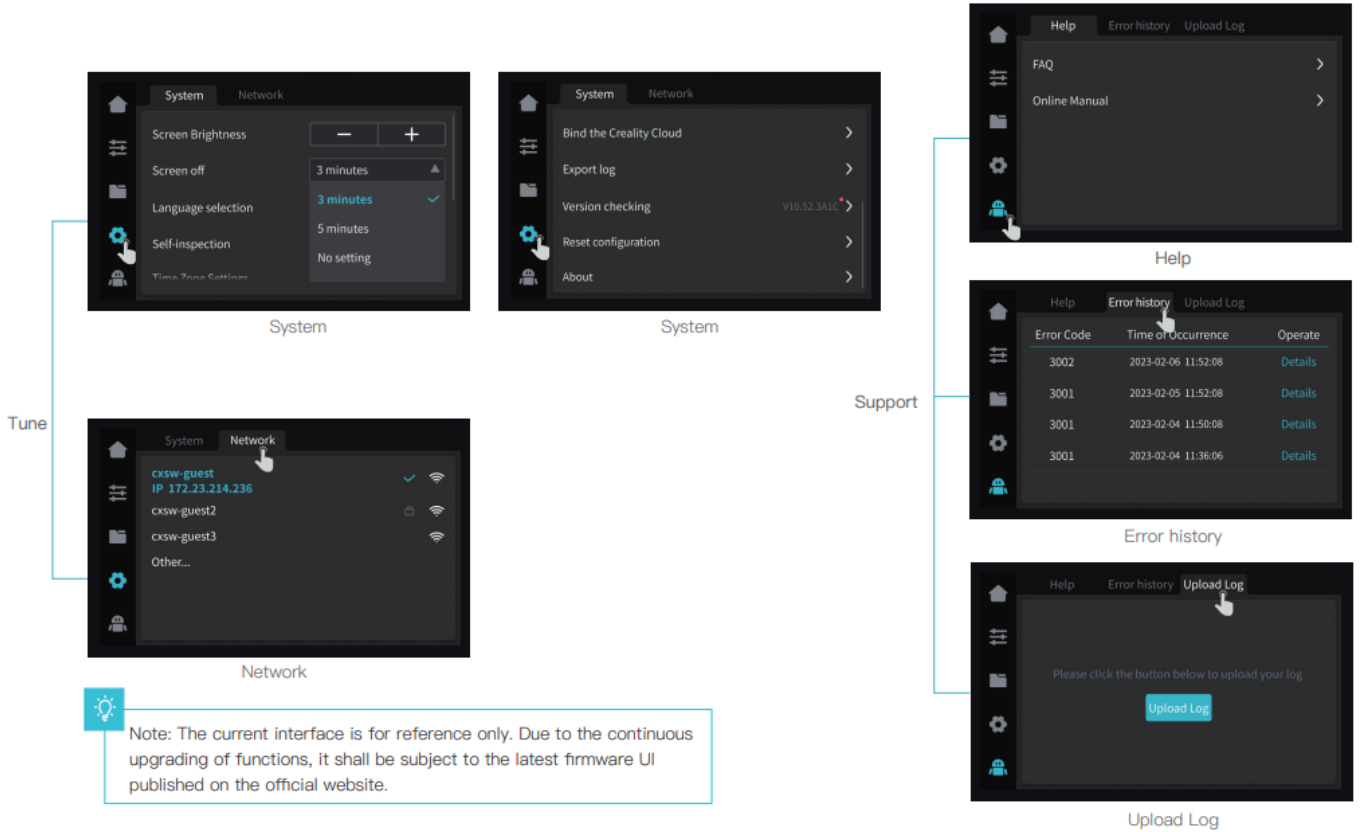 Tune
System Network
Screen Brightness − +
Screen off 3 minutes
3 minutes
Language selection
5 minutes
Self-inspection
No setting
Time Zone Settings
System
System Network
Bind the Creality Cloud
Export log
Version checking V10.52.3A1C
Reset configuration
About
System
System Network
cxsw-guest
IP 172.23.214.236
cxsw-guest2
cxsw-guest3
Other...
Network
Note: The current interface is for reference only. Due to the continuous
upgrading of functions, it shall be subject to the latest firmware UI
published on the official website.
Support
Help Error history Upload Log
FAQ
Online Manual
Help
Help Error history Upload Log
Error Code Time of Occurrence Operate
3002 2023-02-06 11:52:08 Details
3001 2023-02-05 11:52:08 Details
3001 2023-02-04 11:50:08 Details
3001 2023-02-04 11:36:06 Details
Error history
Help Error history Upload Log
Please click the button below to upload your log
Upload Log
Upload Log